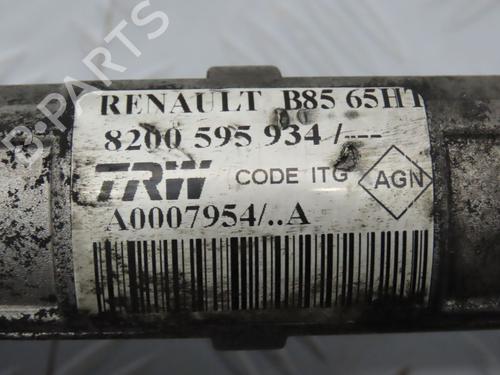 RENAULT B85 65HT
8200 595 934/----
TRW CODE ITG AGN
A0007954/..A
B-PARTS